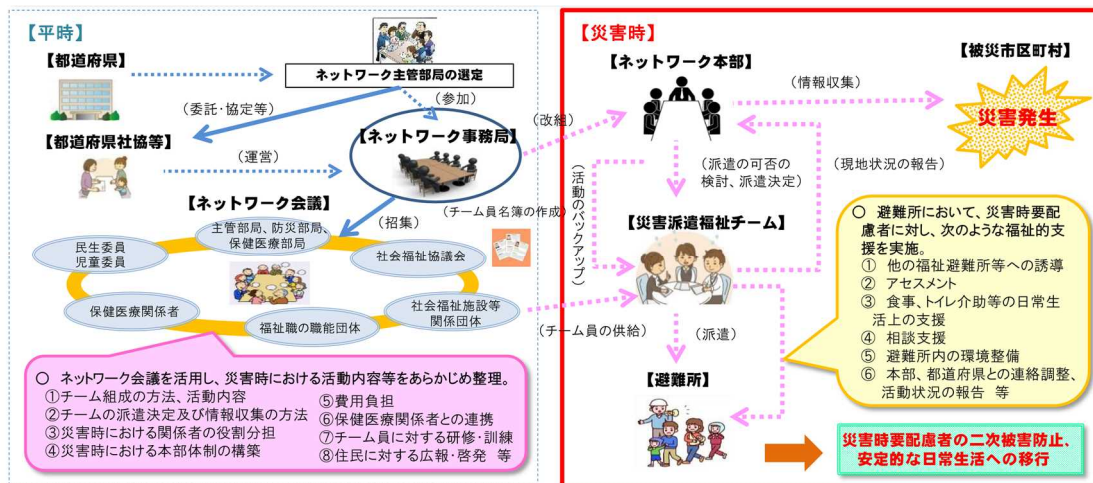 【平時】
【都道府県】
ネットワーク主管部局の選定
(委託・協定等)
(参加)
【都道府県社協等】
(運営)
【ネットワーク事務局】
【ネットワーク会議】
(招集)
(チーム員名簿の作成)
主管部局、防災部局、
保健医療部局
民生委員
児童委員
社会福祉協議会
保健医療関係者
福祉職の職能団体
社会福祉施設等
関係団体
○ ネットワーク会議を活用し、災害時における活動内容等をあらかじめ整理。
①チーム組成の方法、活動内容
②チームの派遣決定及び情報収集の方法
③災害時における関係者の役割分担
④災害時における本部体制の構築
⑤費用負担
⑥保健医療関係者との連携
⑦チーム員に対する研修・訓練
⑧住民に対する広報・啓発 等
【災害時】
【ネットワーク本部】
【被災市区町村】
(情報収集)
災害発生
(改組)
(派遣の可否の
検討、派遣決定)
(現地状況の報告)
(活動のバックアップ)
【災害派遣福祉チーム】
(チーム員の供給)
(派遣)
【避難所】
○ 避難所において、災害時要配
慮者に対し、次のような福祉的支
援を実施。
① 他の福祉避難所等への誘導
② アセスメント
③ 食事、トイレ介助等の日常生
活上の支援
④ 相談支援
⑤ 避難所内の環境整備
⑥ 本部、都道府県との連絡調整、
活動状況の報告 等
災害時要配慮者の二次被害防止、
安定的な日常生活への移行